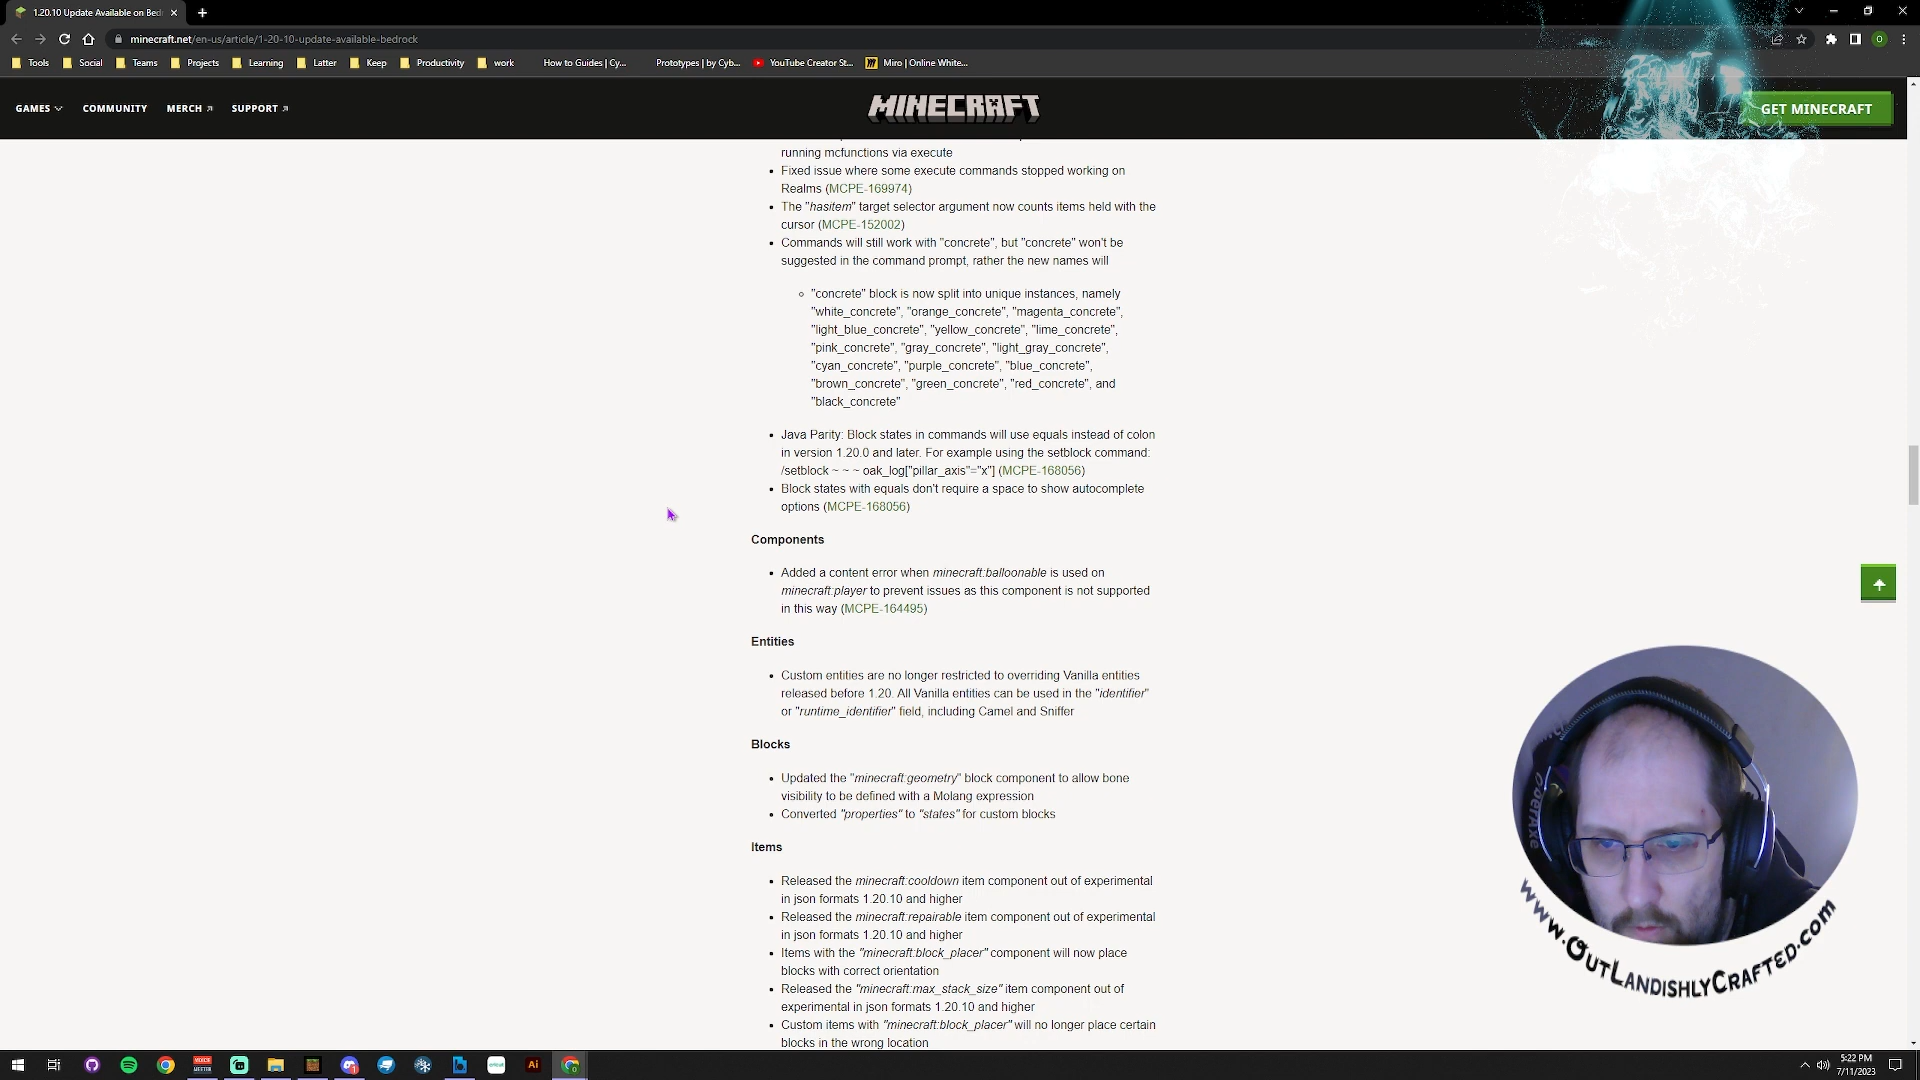 1.20.10 Update Available on Bed
minecraft.net/en-us/article/1-20-10-update-available-bedrock
Tools Social Teams Projects Learning Latter Keep Productivity work How to Guides | Cy... Prototypes | by Cyb... YouTube Creator St... Miro | Online White...
GAMES COMMUNITY MERCH SUPPORT MINECRAFT GET MINECRAFT
running mcfunctions via execute
• Fixed issue where some execute commands stopped working on
Realms (MCPE-169974)
• The "hasitem" target selector argument now counts items held with the
cursor (MCPE-152002)
• Commands will still work with "concrete", but "concrete" won't be
suggested in the command prompt, rather the new names will
"concrete" block is now split into unique instances, namely
"white_concrete", "orange_concrete", "magenta_concrete",
"light_blue_concrete", "yellow_concrete", "lime_concrete",
"pink_concrete", "gray_concrete", "light_gray_concrete",
"cyan_concrete", "purple_concrete", "blue_concrete",
"brown_concrete", "green_concrete", "red_concrete", and
"black_concrete"
• Java Parity: Block states in commands will use equals instead of colon
in version 1.20.0 and later. For example using the setblock command:
/setblock ~ ~ ~ oak_log["pillar_axis"="x"] (MCPE-168056)
• Block states with equals don't require a space to show autocomplete
options (MCPE-168056)
Components
• Added a content error when minecraft:balloonable is used on
minecraft:player to prevent issues as this component is not supported
in this way (MCPE-164495)
Entities
• Custom entities are no longer restricted to overriding Vanilla entities
released before 1.20. All Vanilla entities can be used in the "identifier"
or "runtime_identifier" field, including Camel and Sniffer
Blocks
• Updated the "minecraft:geometry" block component to allow bone
visibility to be defined with a Molang expression
• Converted "properties" to "states" for custom blocks
Items
• Released the minecraft:cooldown item component out of experimental
in json formats 1.20.10 and higher
• Released the minecraft:repairable item component out of experimental
in json formats 1.20.10 and higher
• Items with the "minecraft:block_placer" component will now place
blocks with correct orientation
• Released the "minecraft:max_stack_size" item component out of
experimental in json formats 1.20.10 and higher
• Custom items with "minecraft:block_placer" will no longer place certain
blocks in the wrong location
www.OutLandishlyCrafted.com
Ai
5:22 PM
7/11/2023